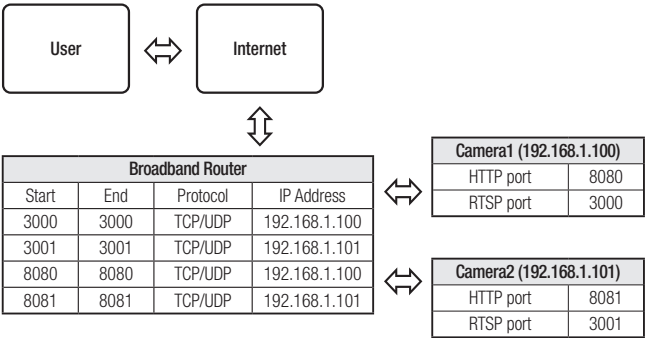 User
Internet
Broadband Router
Start End Protocol IP Address
3000 3000 TCP/UDP 192.168.1.100
3001 3001 TCP/UDP 192.168.1.101
8080 8080 TCP/UDP 192.168.1.100
8081 8081 TCP/UDP 192.168.1.101
Camera1 (192.168.1.100)
HTTP port 8080
RTSP port 3000
Camera2 (192.168.1.101)
HTTP port 8081
RTSP port 3001